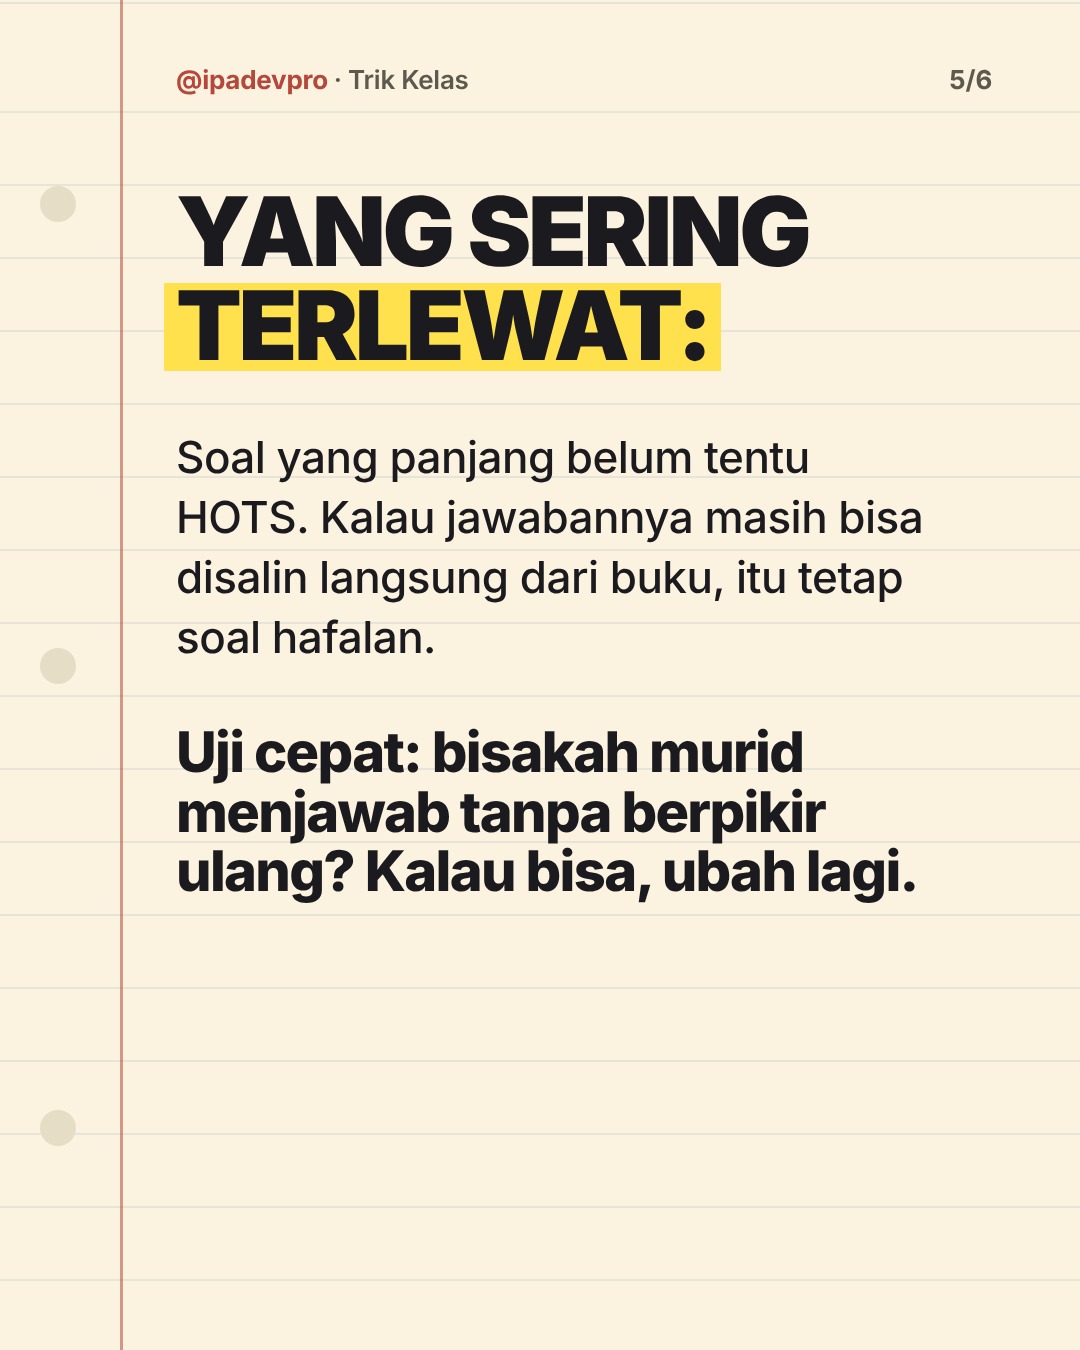 @ipadevpro · Trik Kelas
5/6
YANG SERING
TERLEWAT:
Soal yang panjang belum tentu
HOTS. Kalau jawabannya masih bisa
disalin langsung dari buku, itu tetap
soal hafalan.
Uji cepat: bisakah murid
menjawab tanpa berpikir
ulang? Kalau bisa, ubah lagi.